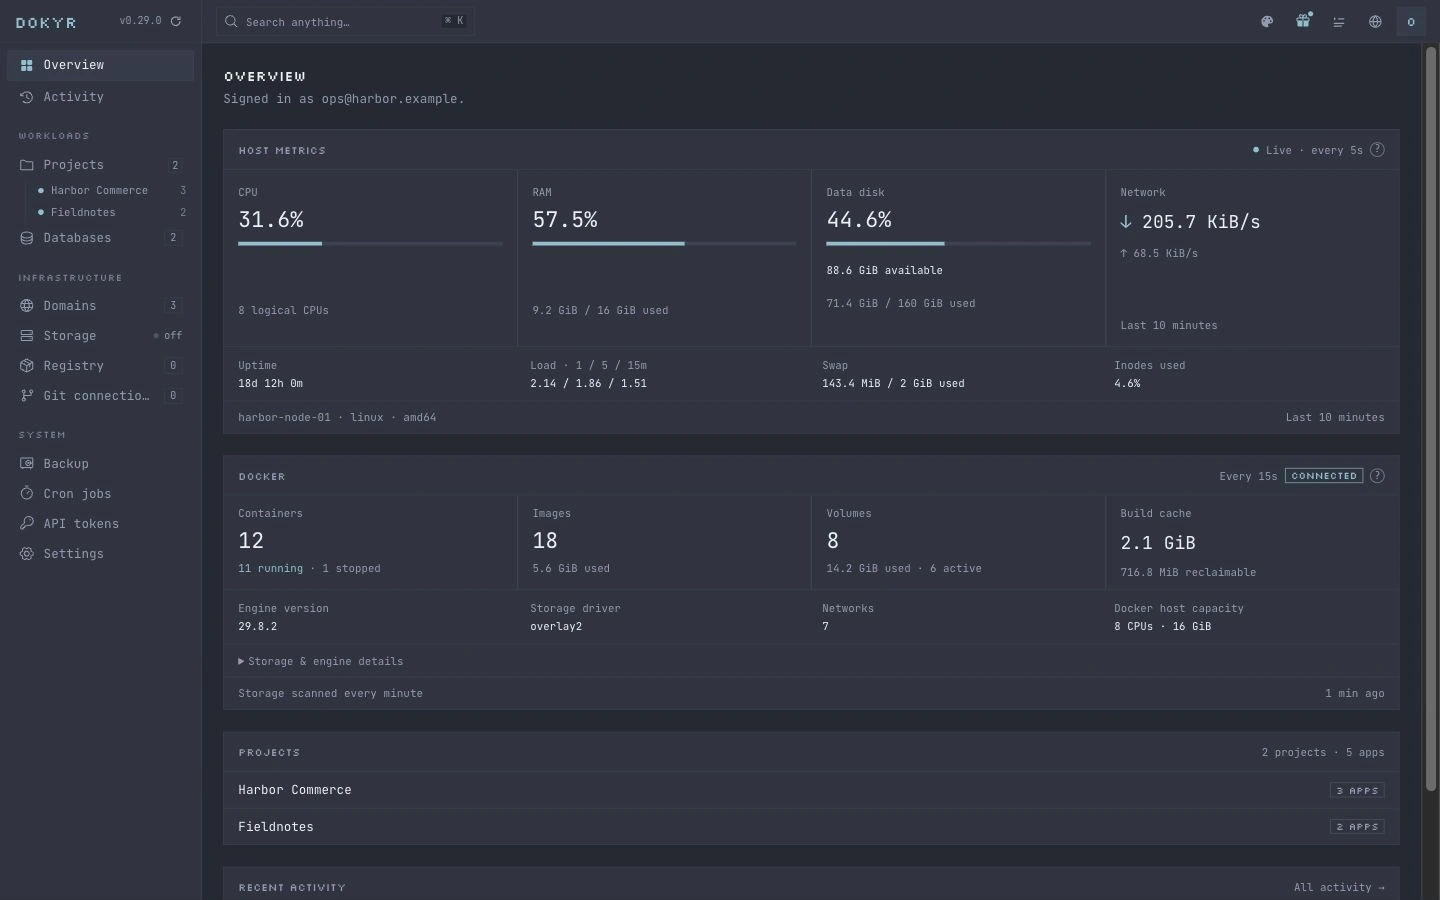 DOKYR v0.29.0
Search anything… ⌘ K
O
Overview
Activity
WORKLOADS
Projects 2
Harbor Commerce 3
Fieldnotes 2
Databases 2
INFRASTRUCTURE
Domains 3
Storage off
Registry 0
Git connectio… 0
SYSTEM
Backup
Cron jobs
API tokens
Settings
OVERVIEW
Signed in as ops@harbor.example.
HOST METRICS
Live · every 5s ?
CPU
31.6%
8 logical CPUs
RAM
57.5%
9.2 GiB / 16 GiB used
Data disk
44.6%
88.6 GiB available
71.4 GiB / 160 GiB used
Network
↓ 205.7 KiB/s
↑ 68.5 KiB/s
Last 10 minutes
Uptime
18d 12h 0m
Load · 1 / 5 / 15m
2.14 / 1.86 / 1.51
Swap
143.4 MiB / 2 GiB used
Inodes used
4.6%
harbor-node-01 · linux · amd64
Last 10 minutes
DOCKER
Every 15s CONNECTED ?
Containers
12
11 running · 1 stopped
Images
18
5.6 GiB used
Volumes
8
14.2 GiB used · 6 active
Build cache
2.1 GiB
716.8 MiB reclaimable
Engine version
29.8.2
Storage driver
overlay2
Networks
7
Docker host capacity
8 CPUs · 16 GiB
▶ Storage & engine details
Storage scanned every minute
1 min ago
PROJECTS
2 projects · 5 apps
Harbor Commerce
3 APPS
Fieldnotes
2 APPS
RECENT ACTIVITY
All activity →